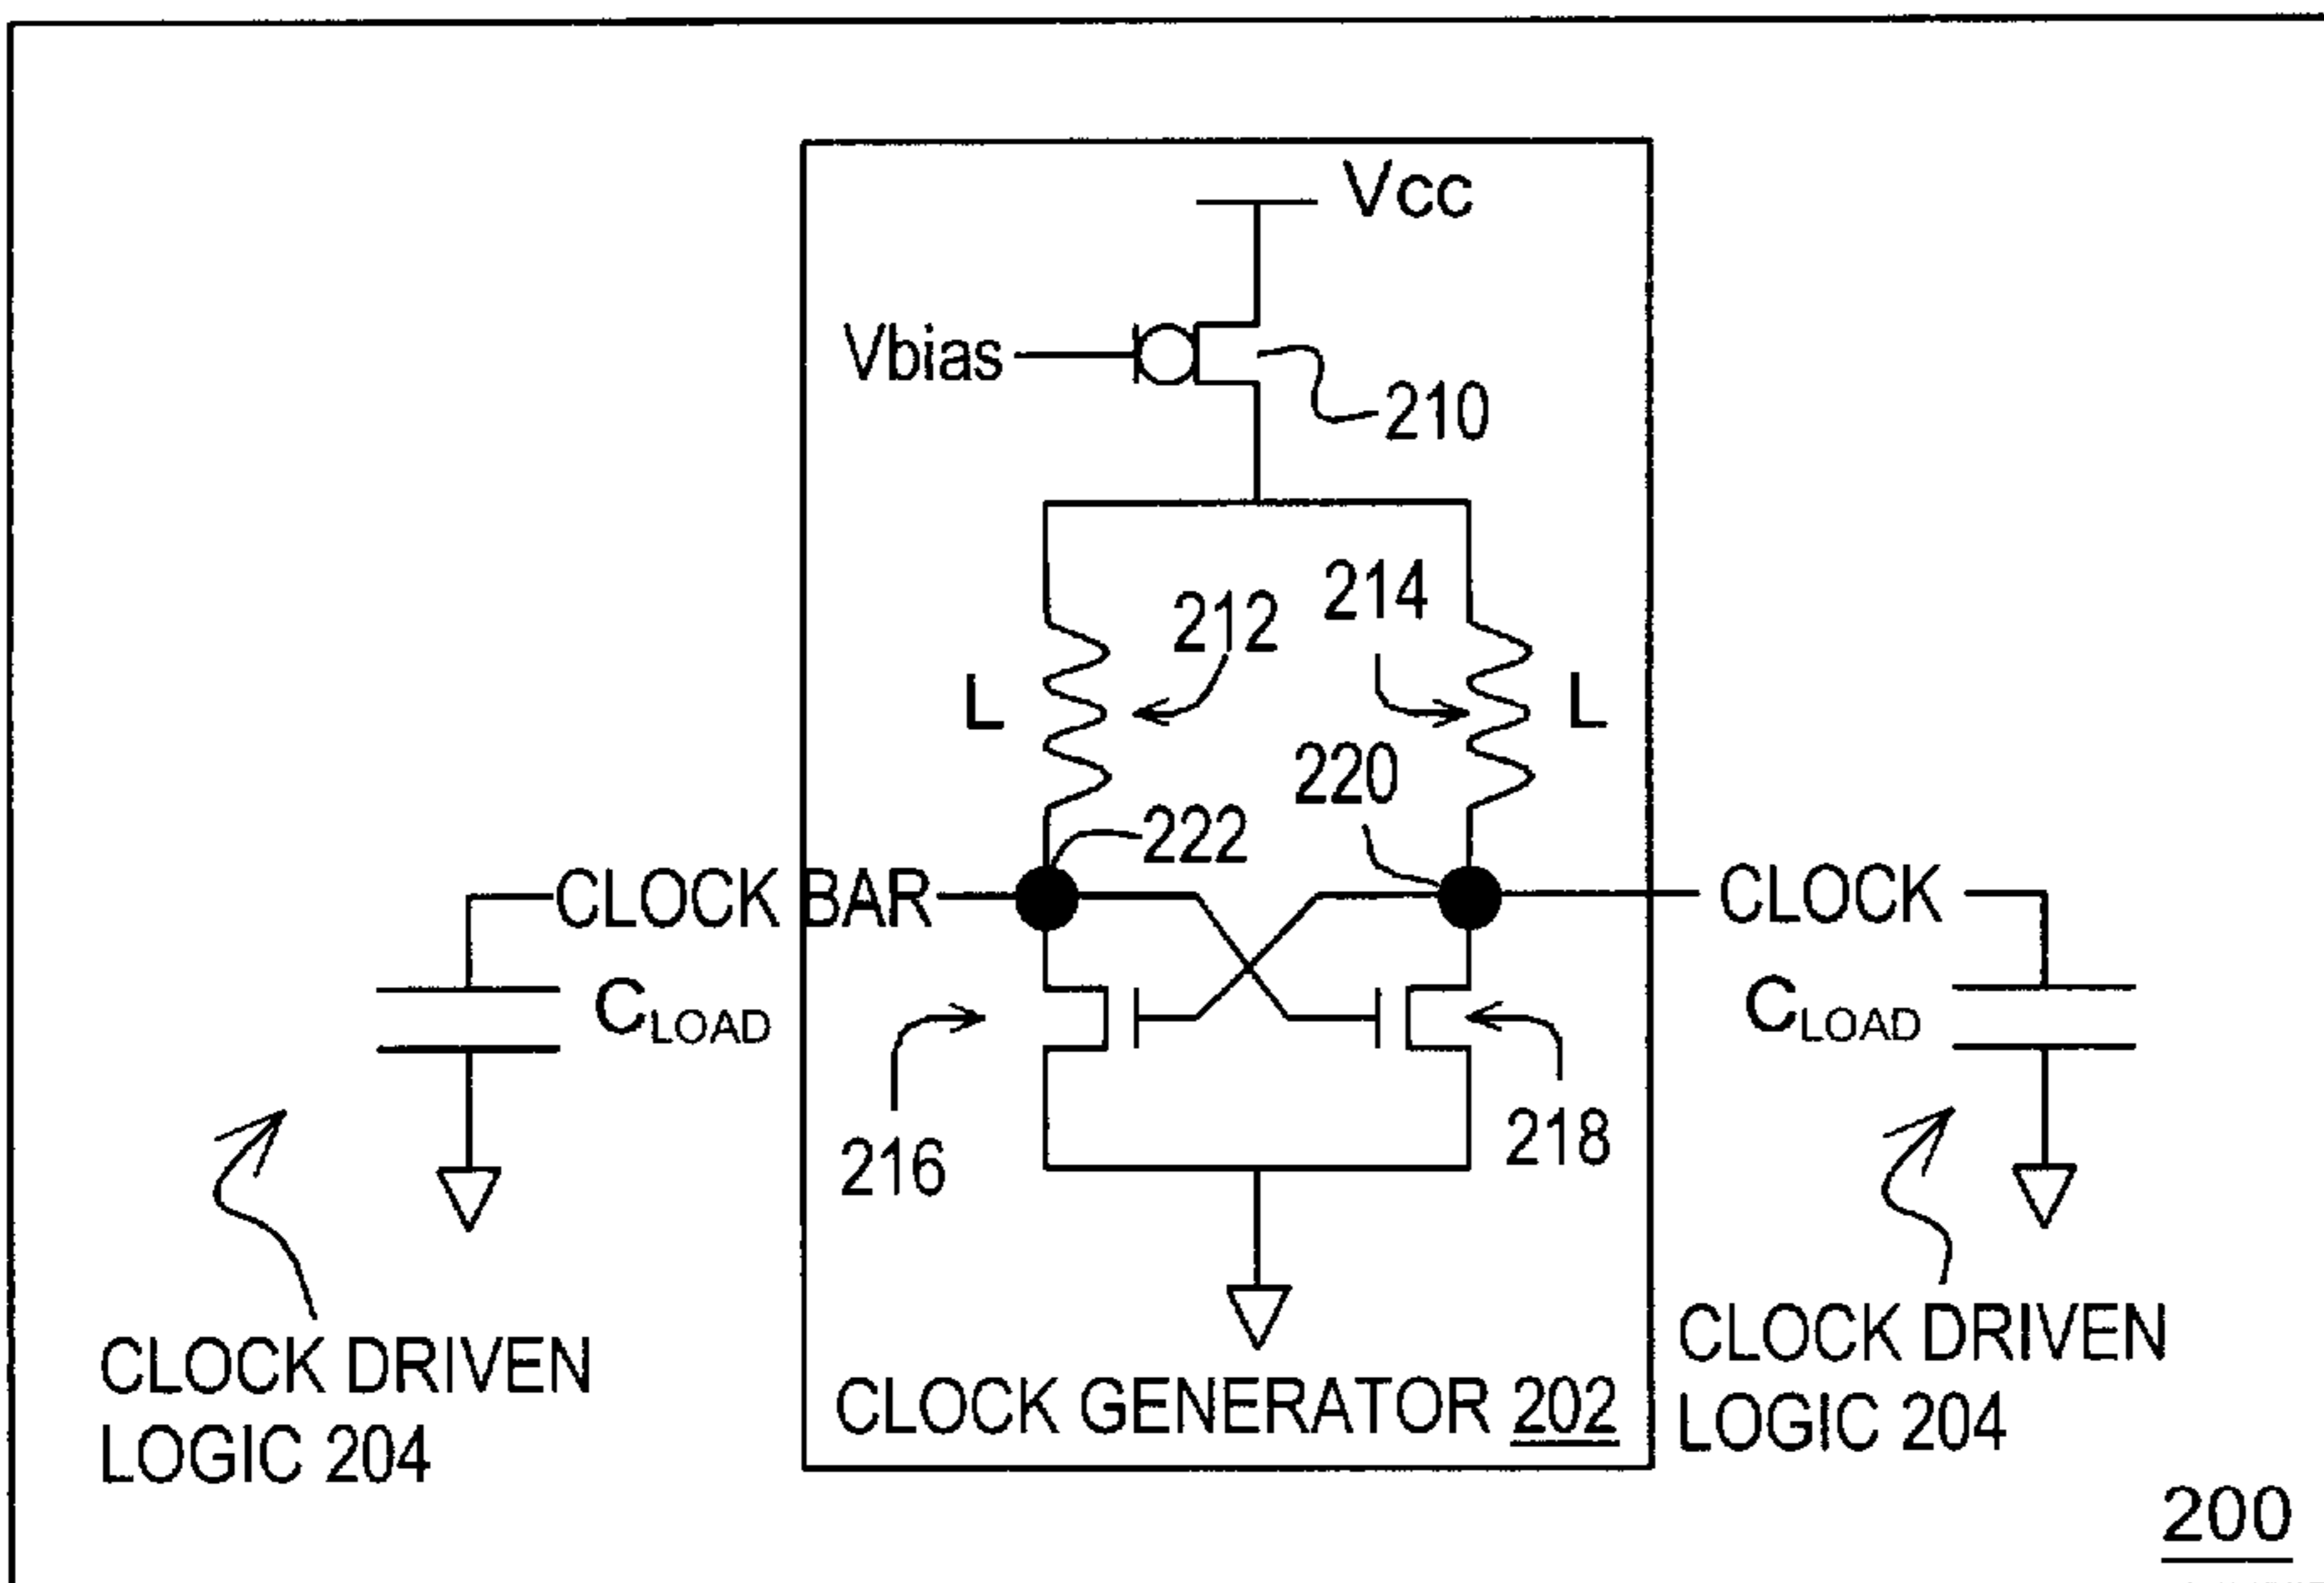 Vcc
Vbias
210
214
212
L
L
220
222
CLOCK BAR
CLOCK
CLOAD
CLOAD
216
218
CLOCK DRIVEN
LOGIC 204
CLOCK DRIVEN
LOGIC 204
CLOCK GENERATOR 202
200